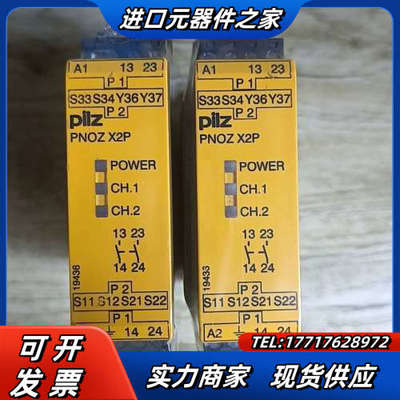 进口元器件之家
A1 13 23
P 1
S33 S34 Y36 Y37
P 2
pilz
PNOZ X2P
POWER
CH.1
CH.2
13 23
14 24
19436
P 2
S11 S12 S21 S22
P 1
14 24
A1 13 23
P 1
S33 S34 Y36 Y37
P 2
pilz
PNOZ X2P
POWER
CH.1
CH.2
13 23
14 24
19433
P 2
S11 S12 S21 S22
P 1
A2 14 24
可开发票
TEL:17717628972
实力商家 现货供应